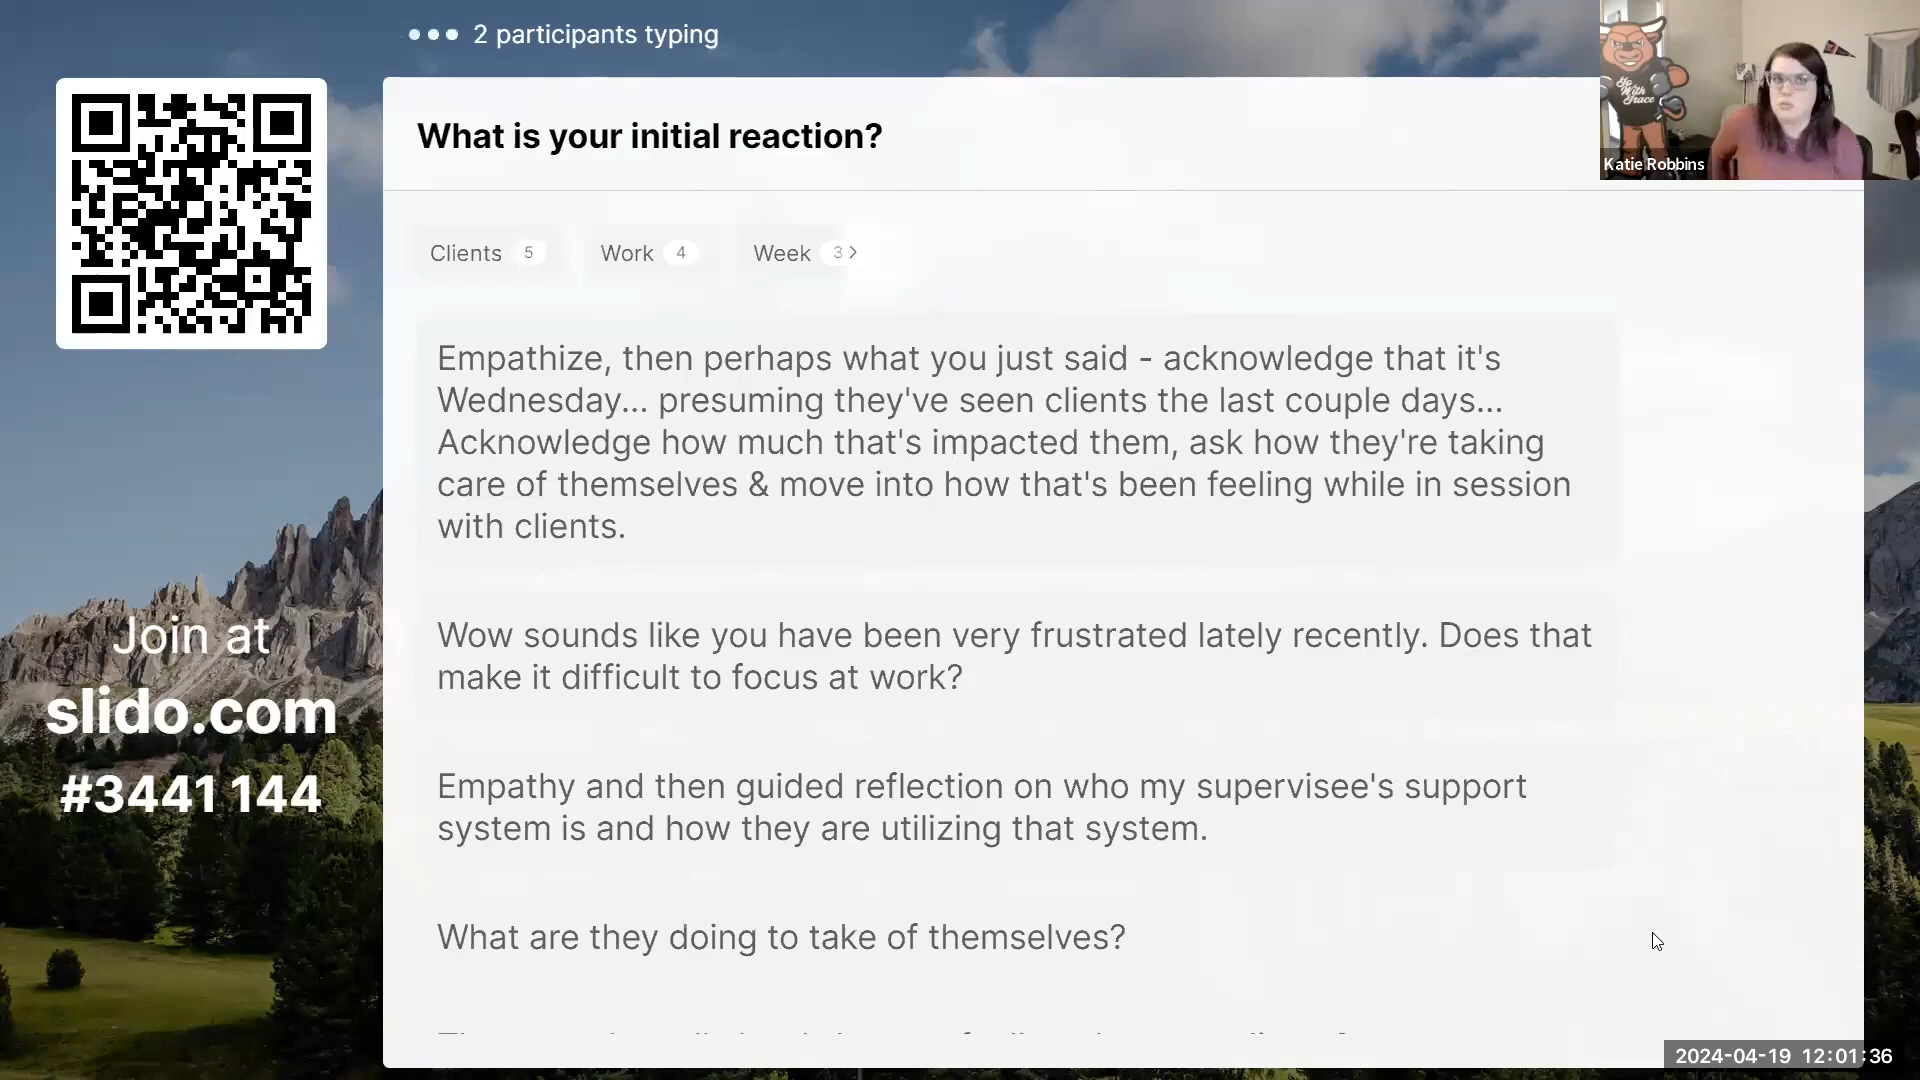 2 participants typing
What is your initial reaction?
Go
With
Grace
Katie Robbins
Clients 5 Work 4 Week 3
Empathize, then perhaps what you just said - acknowledge that it's
Wednesday... presuming they've seen clients the last couple days...
Acknowledge how much that's impacted them, ask how they're taking
care of themselves & move into how that's been feeling while in session
with clients.
Wow sounds like you have been very frustrated lately recently. Does that
make it difficult to focus at work?
Empathy and then guided reflection on who my supervisee's support
system is and how they are utilizing that system.
What are they doing to take of themselves?
Join at
slido.com
#3441 144
2024-04-19 12:01:36